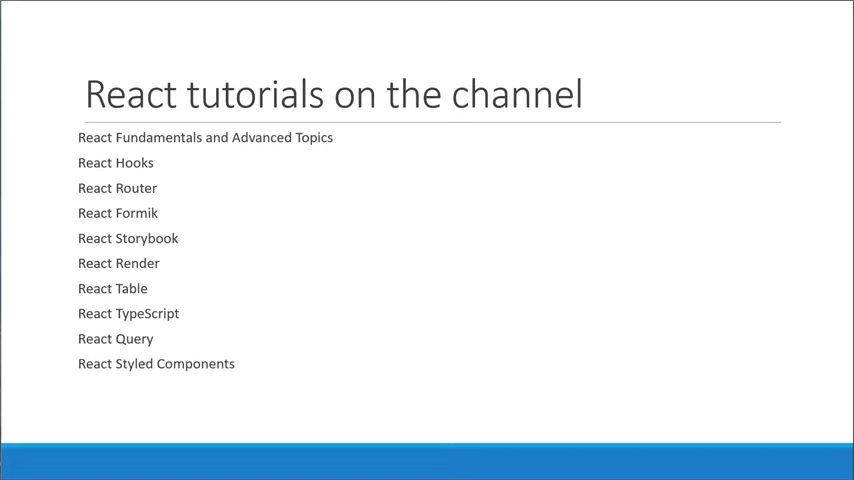 React tutorials on the channel
React Fundamentals and Advanced Topics
React Hooks
React Router
React Formik
React Storybook
React Render
React Table
React TypeScript
React Query
React Styled Components